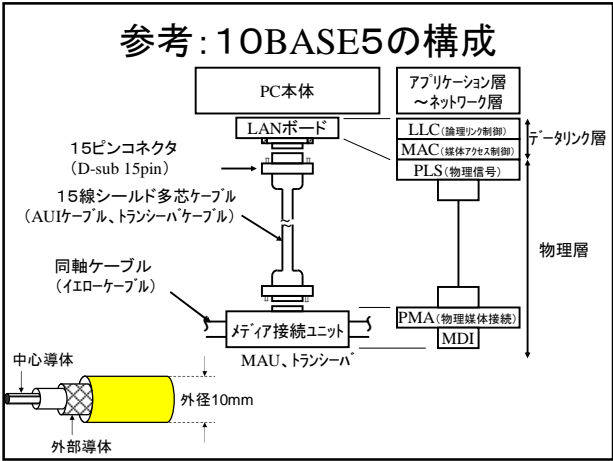 参考：１０BASE５の構成
PC本体
アプリケーション層
～ネットワーク層
LANボード
LLC（論理リンク制御）
MAC（媒体アクセス制御）
PLS（物理信号）
データリンク層
１５ピンコネクタ
（D-sub 15pin）
１５線シールド多芯ケーブル
（AUIケーブル、トランシーバケーブル）
物理層
同軸ケーブル
（イエローケーブル）
メディア接続ユニット
MAU、トランシーバ
PMA（物理媒体接続）
MDI
中心導体
外径10mm
外部導体